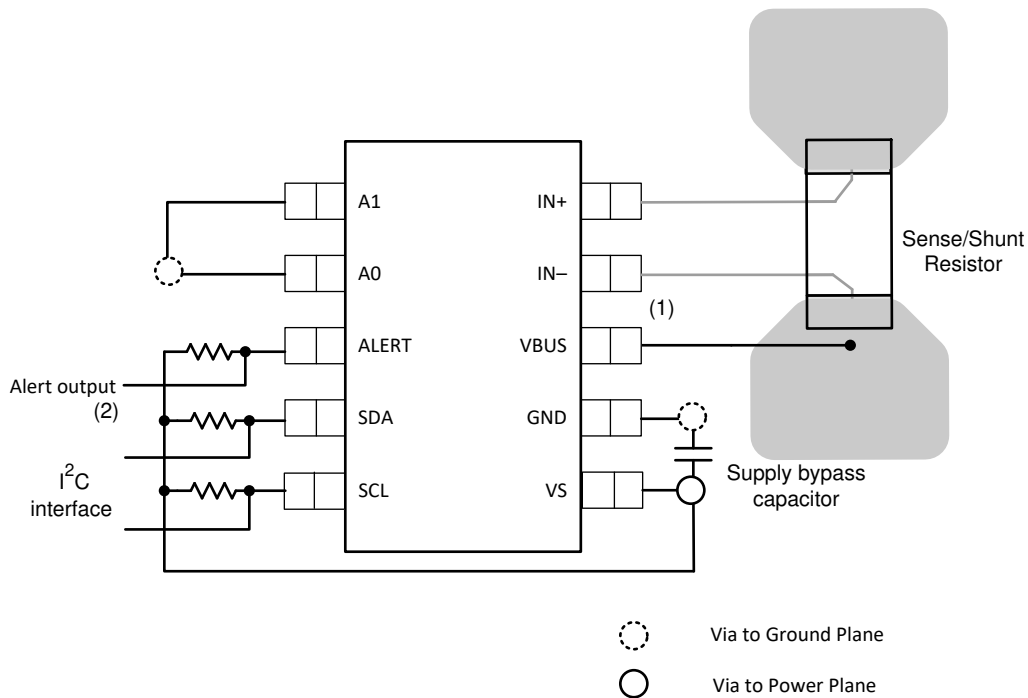 A1
A0
ALERT
SDA
SCL
IN+
IN–
(1)
VBUS
GND
VS
Sense/Shunt
Resistor
Alert output
(2)
I²C
interface
Supply bypass
capacitor
Via to Ground Plane
Via to Power Plane